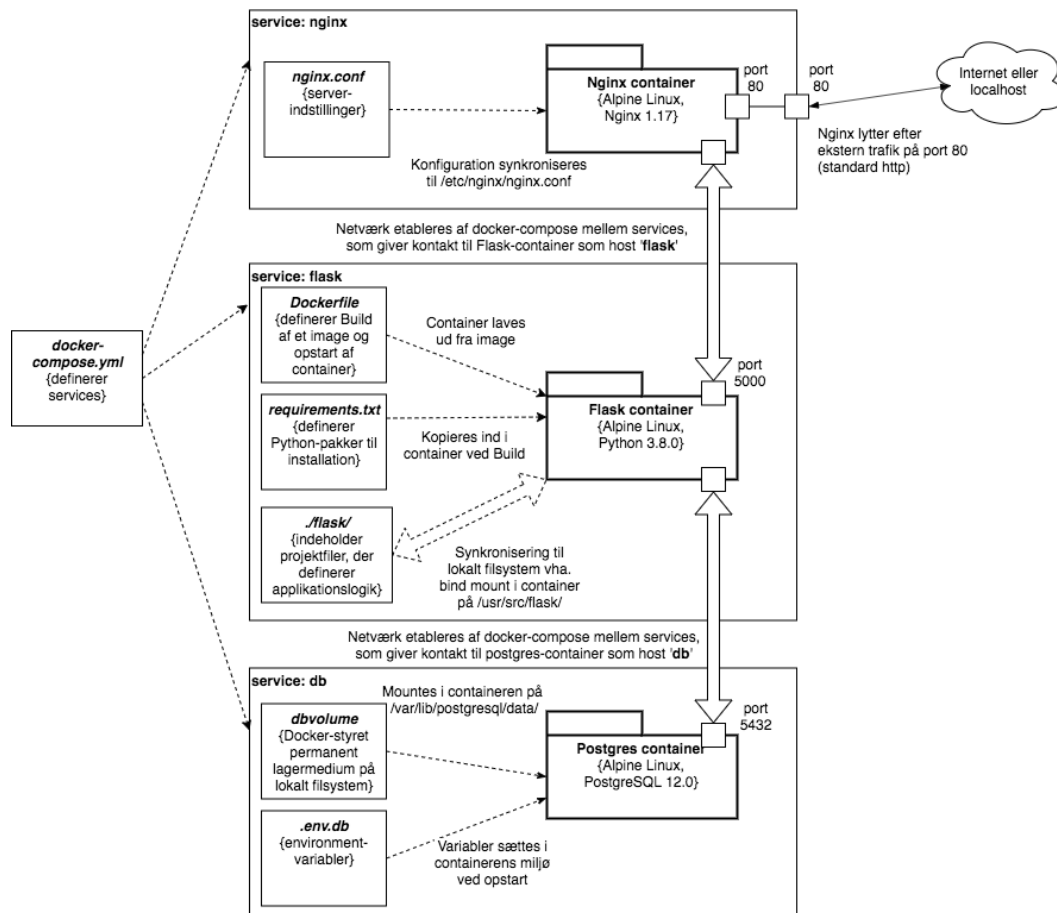 service: nginx
nginx.conf
{server-
indstillinger}
Konfiguration synkroniseres
til /etc/nginx/nginx.conf
Nginx container
{Alpine Linux,
Nginx 1.17}
port
80
port
80
Internet eller
localhost
Nginx lytter efter
ekstern trafik på port 80
(standard http)
Netværk etableres af docker-compose mellem services,
som giver kontakt til Flask-container som host 'flask'
docker-
compose.yml
{definerer
services}
service: flask
Dockerfile
{definerer Build
af et image og
opstart af
container}
Container laves
ud fra image
port
5000
requirements.txt
{definerer
Python-pakker til
installation}
Kopieres ind i
container ved Build
Flask container
{Alpine Linux,
Python 3.8.0}
./flask/
{indeholder
projektfiler, der
definerer
applikationslogik}
Synkronisering til
lokalt filsystem vha.
bind mount i container
på /usr/src/flask/
Netværk etableres af docker-compose mellem services,
som giver kontakt til postgres-container som host 'db'
service: db
Mountes i containeren på
/var/lib/postgresql/data/
dbvolume
{Docker-styret
permanent
lagermedium på
lokalt filsystem}
port
5432
Postgres container
{Alpine Linux,
PostgreSQL 12.0}
.env.db
{environment-
variabler}
Variabler sættes i
containerens miljø
ved opstart